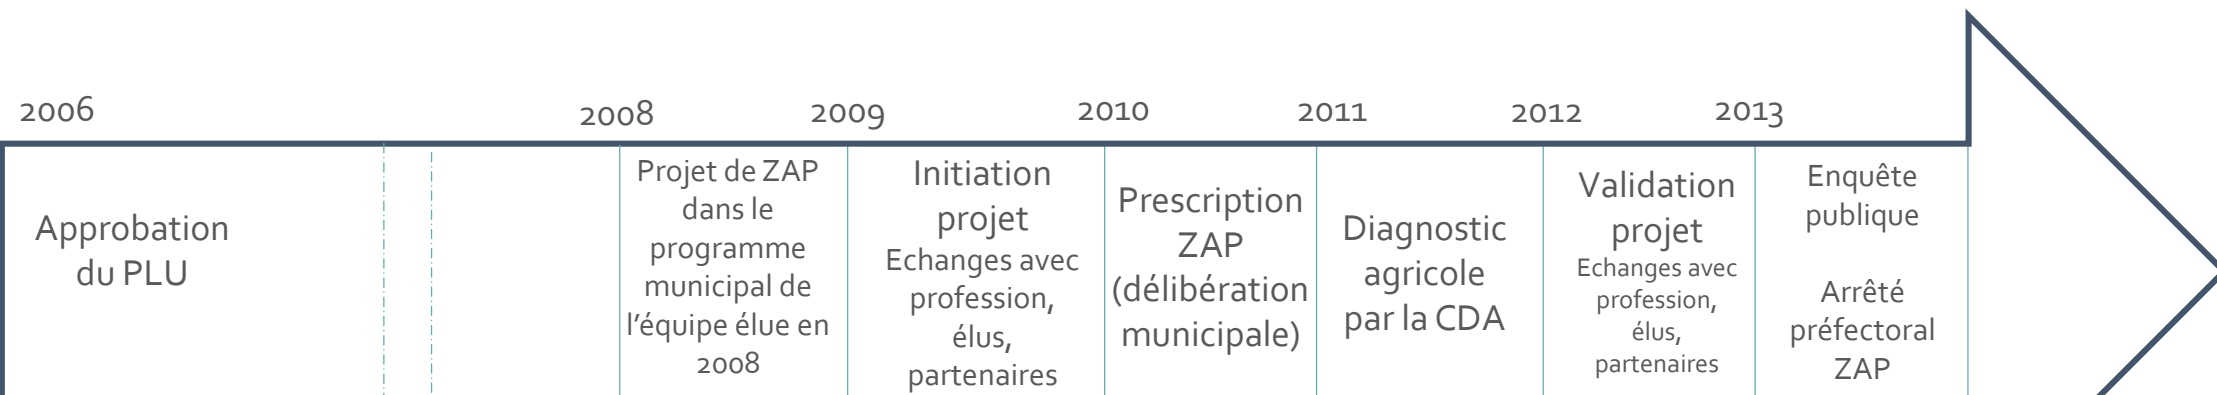 2006
2008
2009
2010
2011
2012
2013
Approbation
du PLU
Projet de ZAP
dans le
programme
municipal de
l'équipe élue en
2008
Initiation
projet
Echanges avec
profession,
élus,
partenaires
Prescription
ZAP
(délibération
municipale)
Diagnostic
agricole
par la CDA
Validation
projet
Echanges avec
profession,
élus,
partenaires
Enquête
publique
Arrêté
préfectoral
ZAP